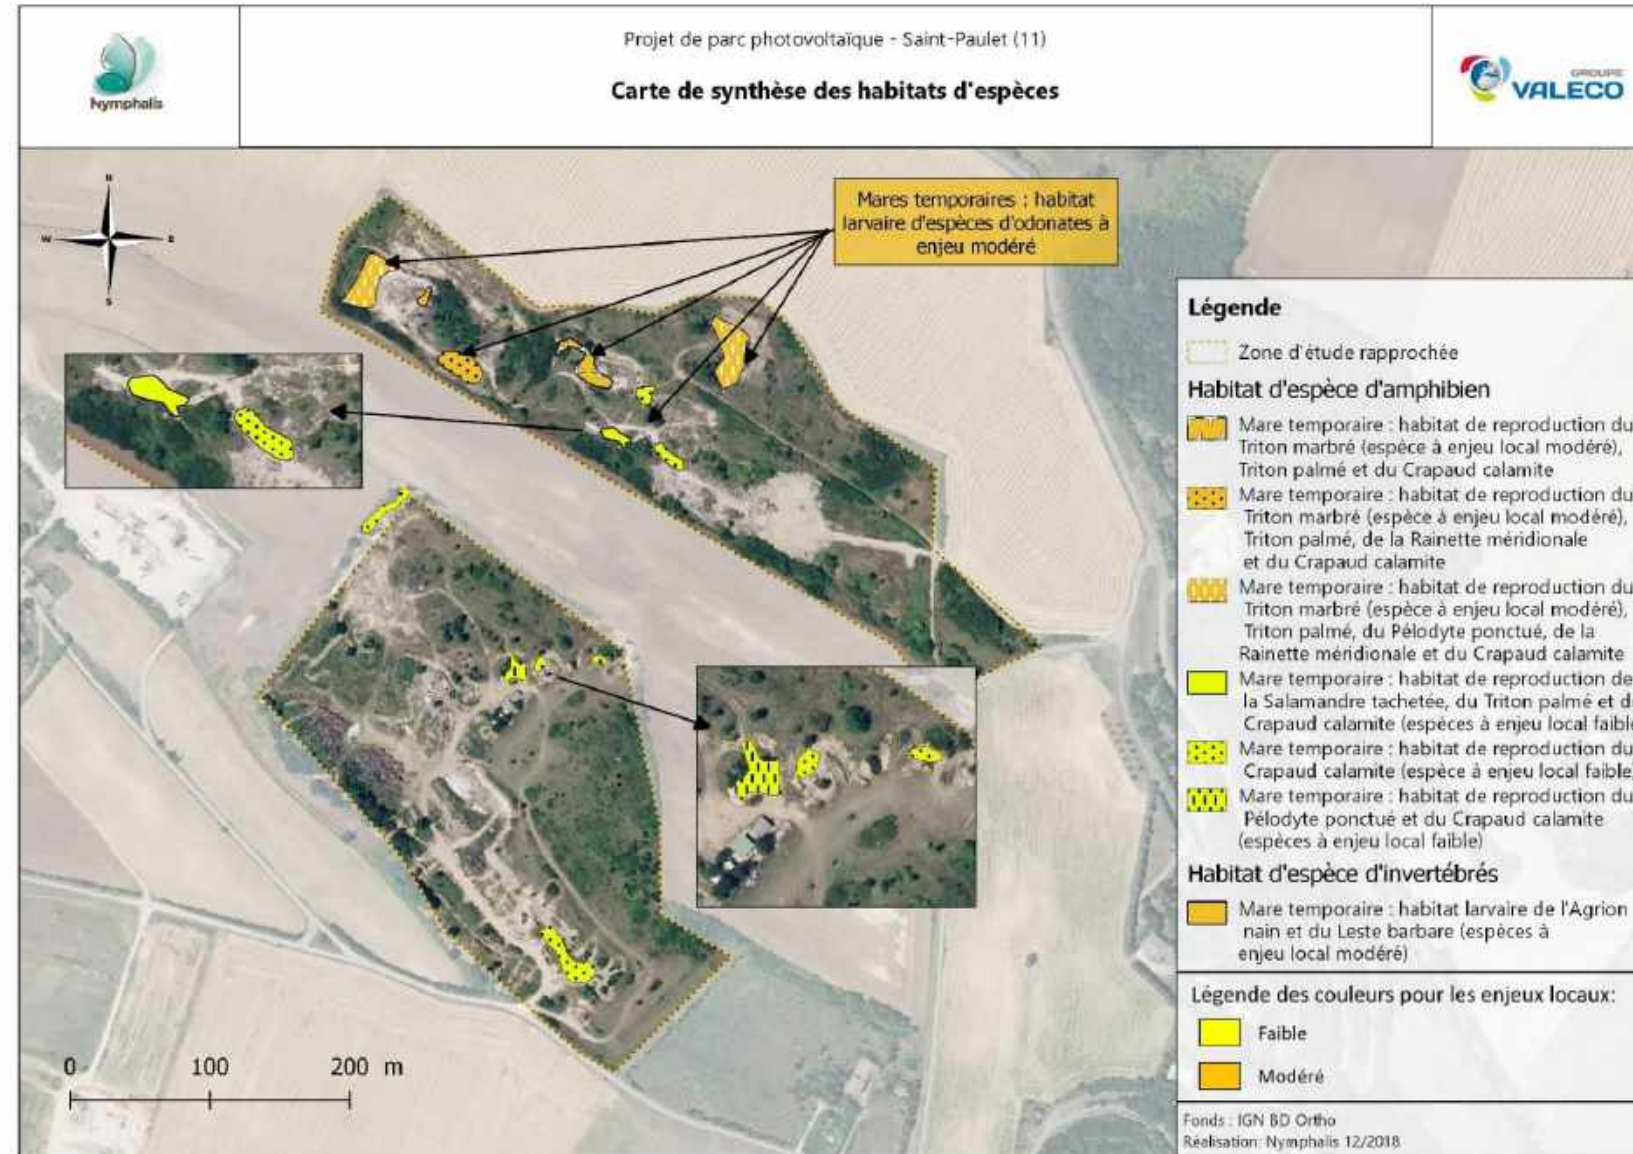 Nymphalis
Projet de parc photovoltaïque - Saint-Paulet (11)
Carte de synthèse des habitats d'espèces
GROUPE
VALECO
N
W
E
S
Mares temporaires : habitat
larvaire d'espèces d'odonates à
enjeu modéré
0 100 200 m
Légende
Zone d'étude rapprochée
Habitat d'espèce d'amphibien
Mare temporaire : habitat de reproduction du
Triton marbré (espèce à enjeu local modéré),
Triton palmé et du Crapaud calamite
Mare temporaire : habitat de reproduction du
Triton marbré (espèce à enjeu local modéré),
Triton palmé, de la Rainette méridionale
et du Crapaud calamite
Mare temporaire : habitat de reproduction du
Triton marbré (espèce à enjeu local modéré),
Triton palmé, du Pélodyte ponctué, de la
Rainette méridionale et du Crapaud calamite
Mare temporaire : habitat de reproduction de
la Salamandre tachetée, du Triton palmé et d
Crapaud calamite (espèces à enjeu local faible
Mare temporaire : habitat de reproduction du
Crapaud calamite (espèce à enjeu local faible
Mare temporaire : habitat de reproduction du
Pélodyte ponctué et du Crapaud calamite
(espèces à enjeu local faible)
Habitat d'espèce d'invertébrés
Mare temporaire : habitat larvaire de l'Agrion
nain et du Leste barbare (espèces à
enjeu local modéré)
Légende des couleurs pour les enjeux locaux:
Faible
Modéré
Fonds : IGN BD Ortho
Réalisation: Nymphalis 12/2018